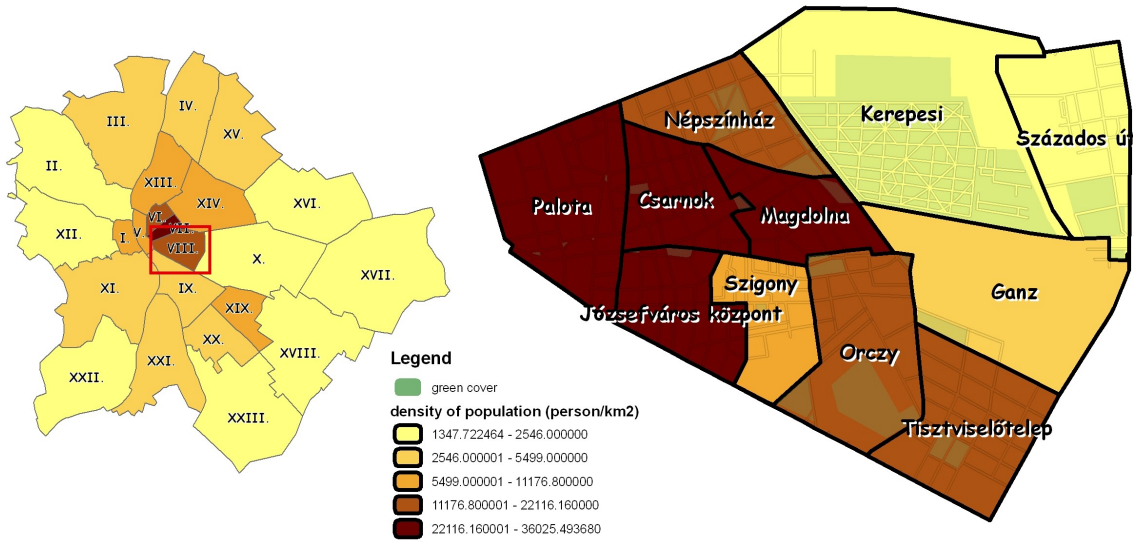 IV.
III.
XV.
II.
XIII.
XIV.
XVI.
VI.
VII.
XII.
I.
V.
VIII.
X.
XVII.
XI.
IX.
XIX.
XX.
XVIII.
XXI.
XXII.
XXIII.
Legend
green cover
density of population (person/km2)
1347.722464 - 2546.000000
2546.000001 - 5499.000000
5499.000001 - 11176.800000
11176.800001 - 22116.160000
22116.160001 - 36025.493680
Népszínház
Kerepesi
Százados út
Palota
Csarnok
Magdolna
Szigony
Ganz
Józsefváros központ
Orczy
Tisztviselőtelep